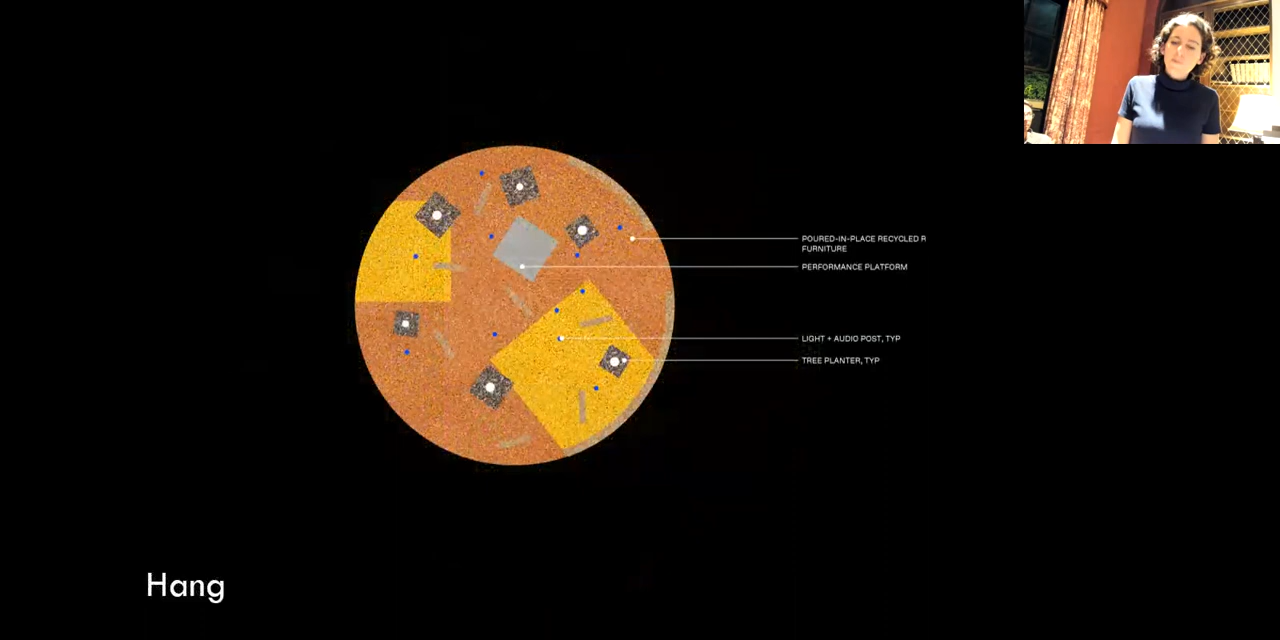 POURED-IN-PLACE RECYCLED R
FURNITURE
PERFORMANCE PLATFORM
LIGHT + AUDIO POST, TYP
TREE PLANTER, TYP
Hang